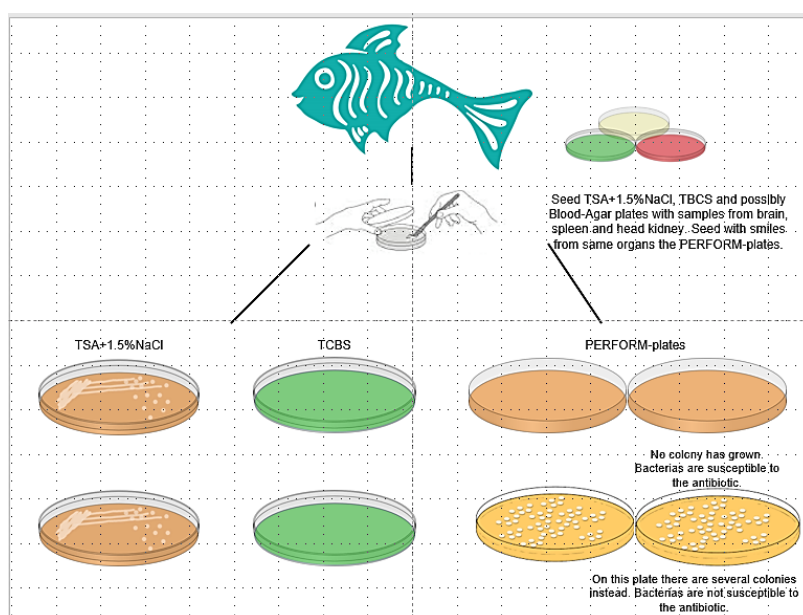 Seed TSA+1.5%NaCl, TBCS and possibly
Blood-Agar plates with samples from brain,
spleen and head kidney. Seed with smiles
from same organs the PERFORM-plates.
TSA+1.5%NaCl
TCBS
PERFORM-plates
No colony has grown.
Bacterias are susceptible to
the antibiotic.
On this plate there are several colonies
instead. Bacterias are not susceptible to
the antibiotic.